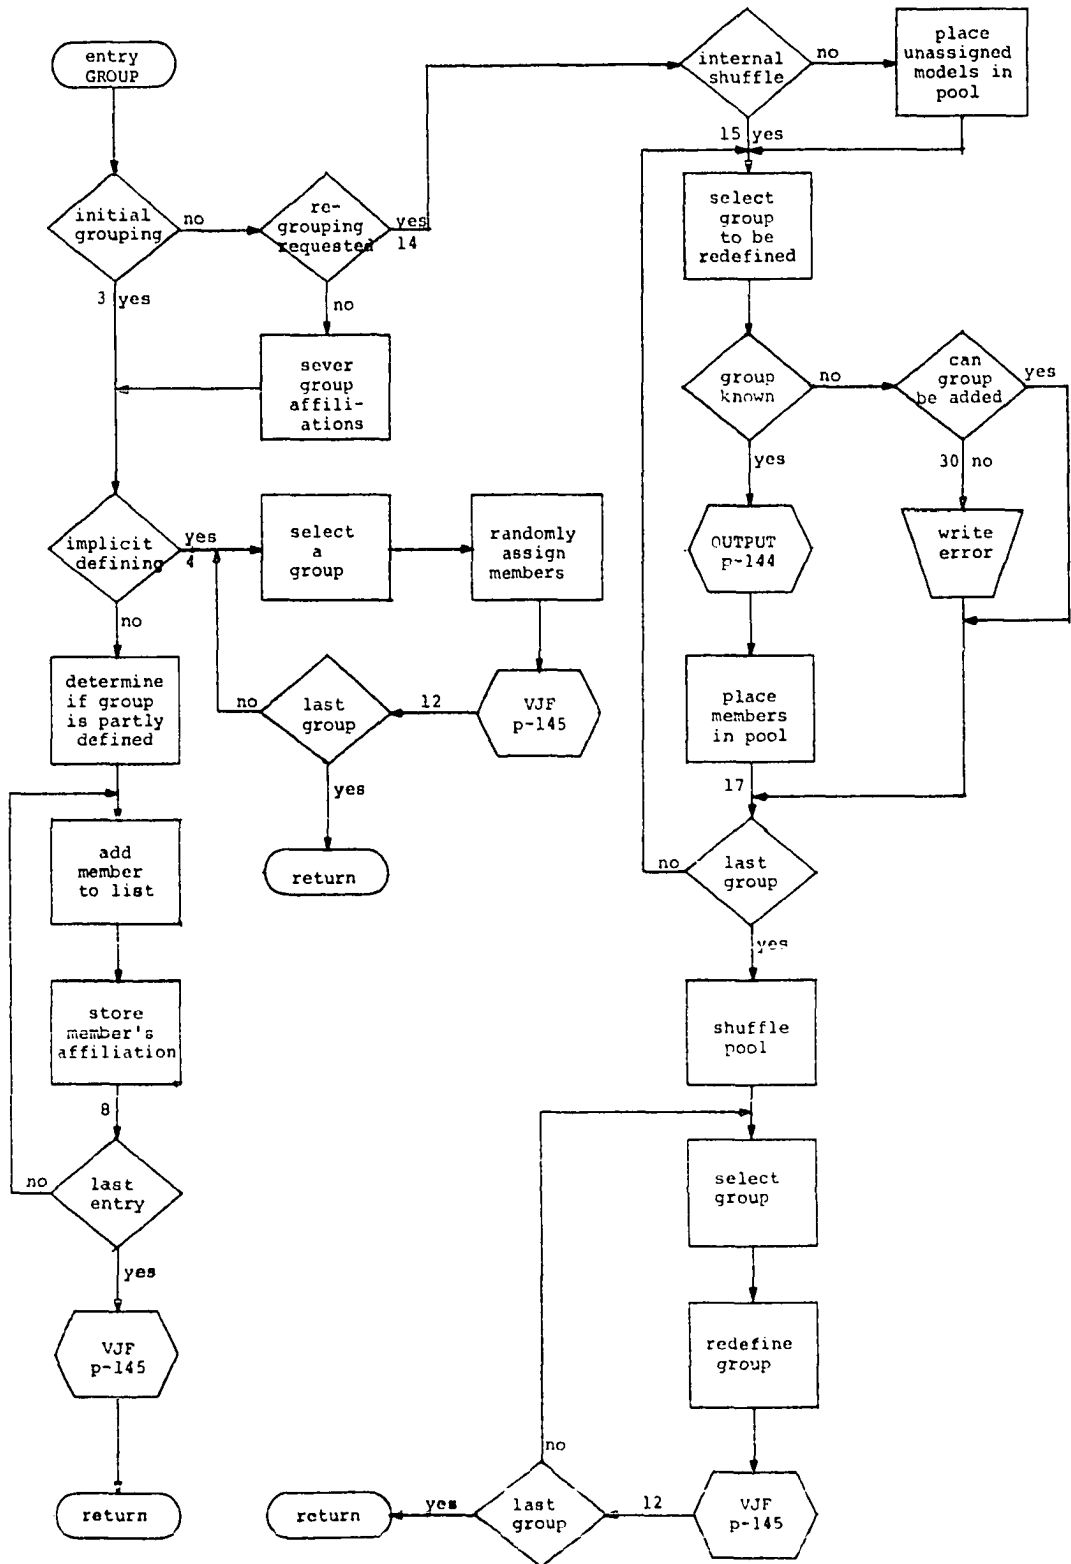 entry
GROUP
initial
grouping
no
re-
grouping
requested
yes
14
internal
shuffle
no
place
unassigned
models in
pool
15 yes
select
group
to be
redefined
3 yes
no
sever
group
affili-
ations
group
known
no
can
group
be added
yes
yes
30 no
OUTPUT
p-144
write
error
implicit
defining
yes
4
select
a
group
randomly
assign
members
no
determine
if group
is partly
defined
no
last
group
12
VJF
p-145
yes
return
place
members
in pool
17
no
last
group
yes
add
member
to list
store
member's
affiliation
8
no
last
entry
yes
VJF
p-145
return
shuffle
pool
select
group
redefine
group
VJF
p-145
12
last
group
no
yes
return